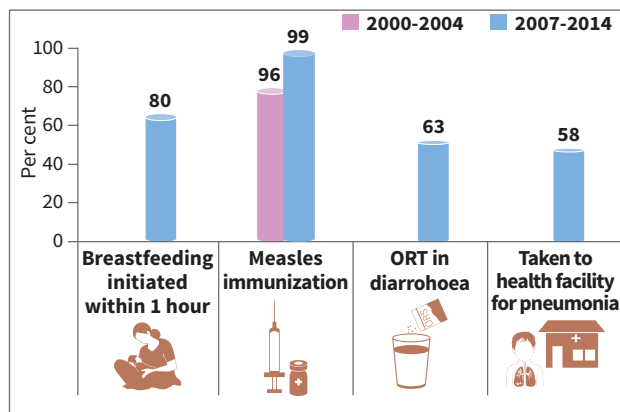 2000-2004 2007-2014
Per cent
100
80
60
40
20
0
80
96
99
63
58
Breastfeeding
initiated
within 1 hour
Measles
immunization
ORT in
diarrohoea
Taken to
health facility
for pneumonia
ORS